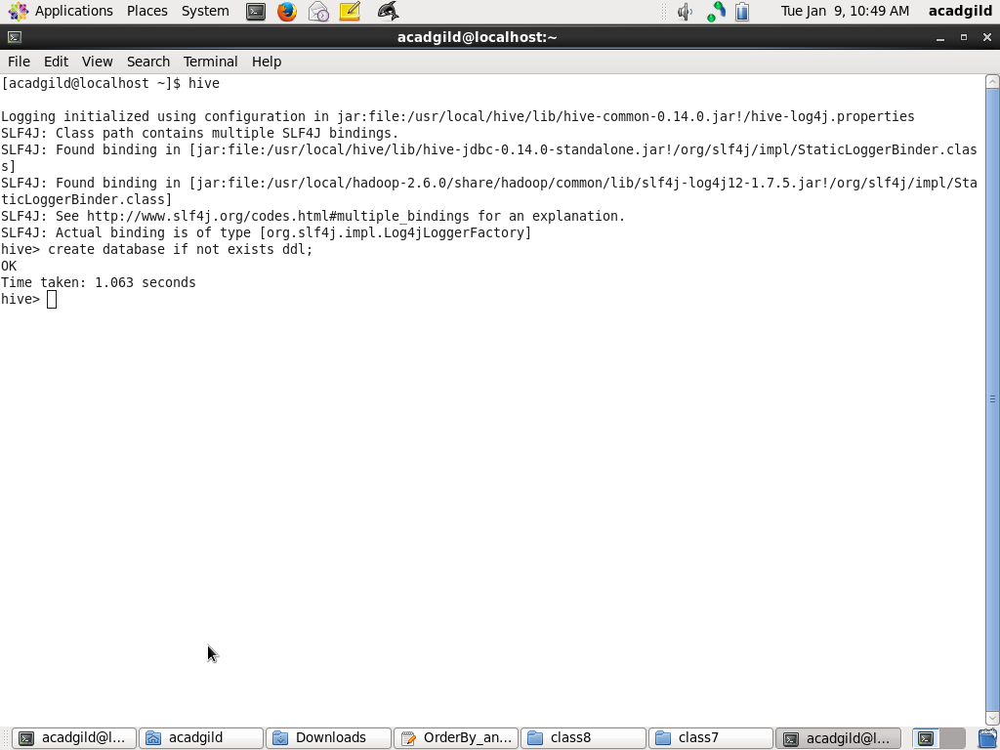 Applications Places System Tue Jan  9, 10:49 AM acadgild
acadgild@localhost:~
File Edit View Search Terminal Help
[acadgild@localhost ~]$ hive
Logging initialized using configuration in jar:file:/usr/local/hive/lib/hive-common-0.14.0.jar!/hive-log4j.properties
SLF4J: Class path contains multiple SLF4J bindings.
SLF4J: Found binding in [jar:file:/usr/local/hive/lib/hive-jdbc-0.14.0-standalone.jar!/org/slf4j/impl/StaticLoggerBinder.clas
s]
SLF4J: Found binding in [jar:file:/usr/local/hadoop-2.6.0/share/hadoop/common/lib/slf4j-log4j12-1.7.5.jar!/org/slf4j/impl/Sta
ticLoggerBinder.class]
SLF4J: See http://www.slf4j.org/codes.html#multiple_bindings for an explanation.
SLF4J: Actual binding is of type [org.slf4j.impl.Log4jLoggerFactory]
hive> create database if not exists ddl;
OK
Time taken: 1.063 seconds
hive>
acadgild@l... acadgild Downloads OrderBy_an... class8 class7 acadgild@l...